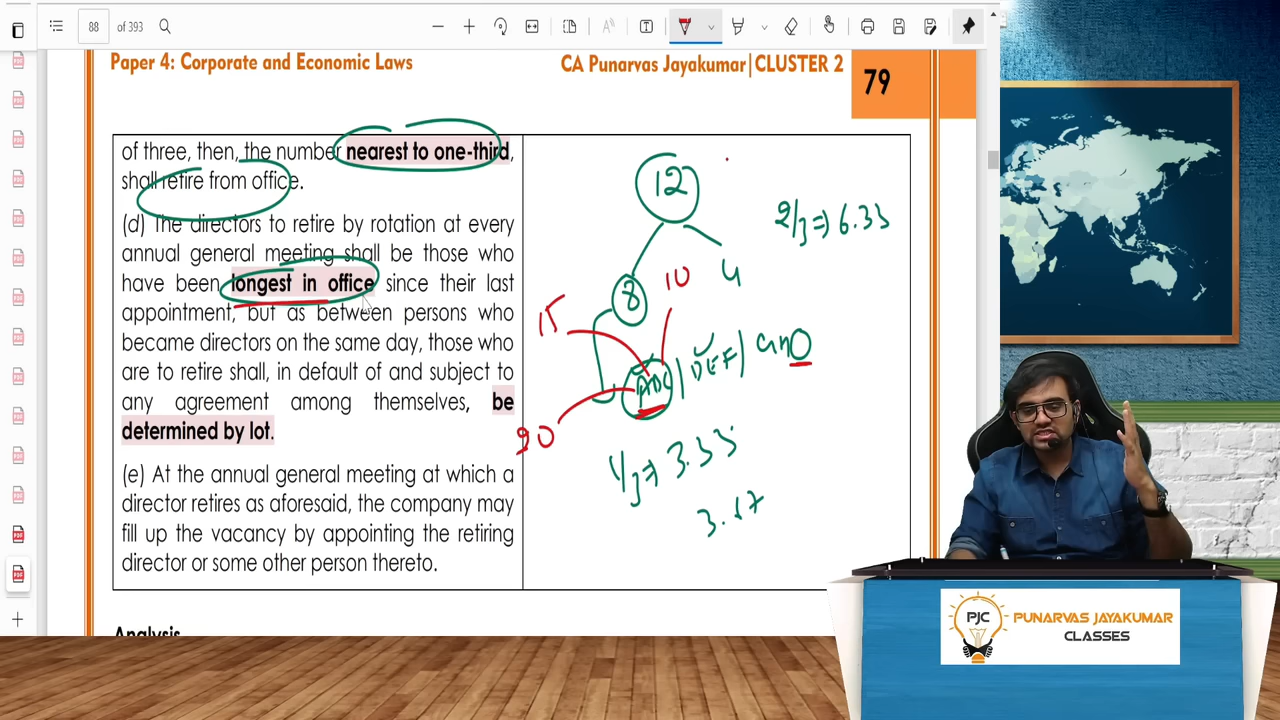 88 of 393
Paper 4: Corporate and Economic Laws
CA Punarvas Jayakumar|CLUSTER 2
79
of three, then, the number nearest to one-third,
shall retire from office.
(d) The directors to retire by rotation at every
annual general meeting shall be those who
have been longest in office since their last
appointment, but as between persons who
became directors on the same day, those who
are to retire shall, in default of and subject to
any agreement among themselves, be
determined by lot.
(e) At the annual general meeting at which a
director retires as aforesaid, the company may
fill up the vacancy by appointing the retiring
director or some other person thereto.
Analysis
12
2/3 => 6.33
8
4
10
15
ABC | DEF |
90
1/3 => 3.33
3.67
PJC
PUNARVAS JAYAKUMAR
CLASSES